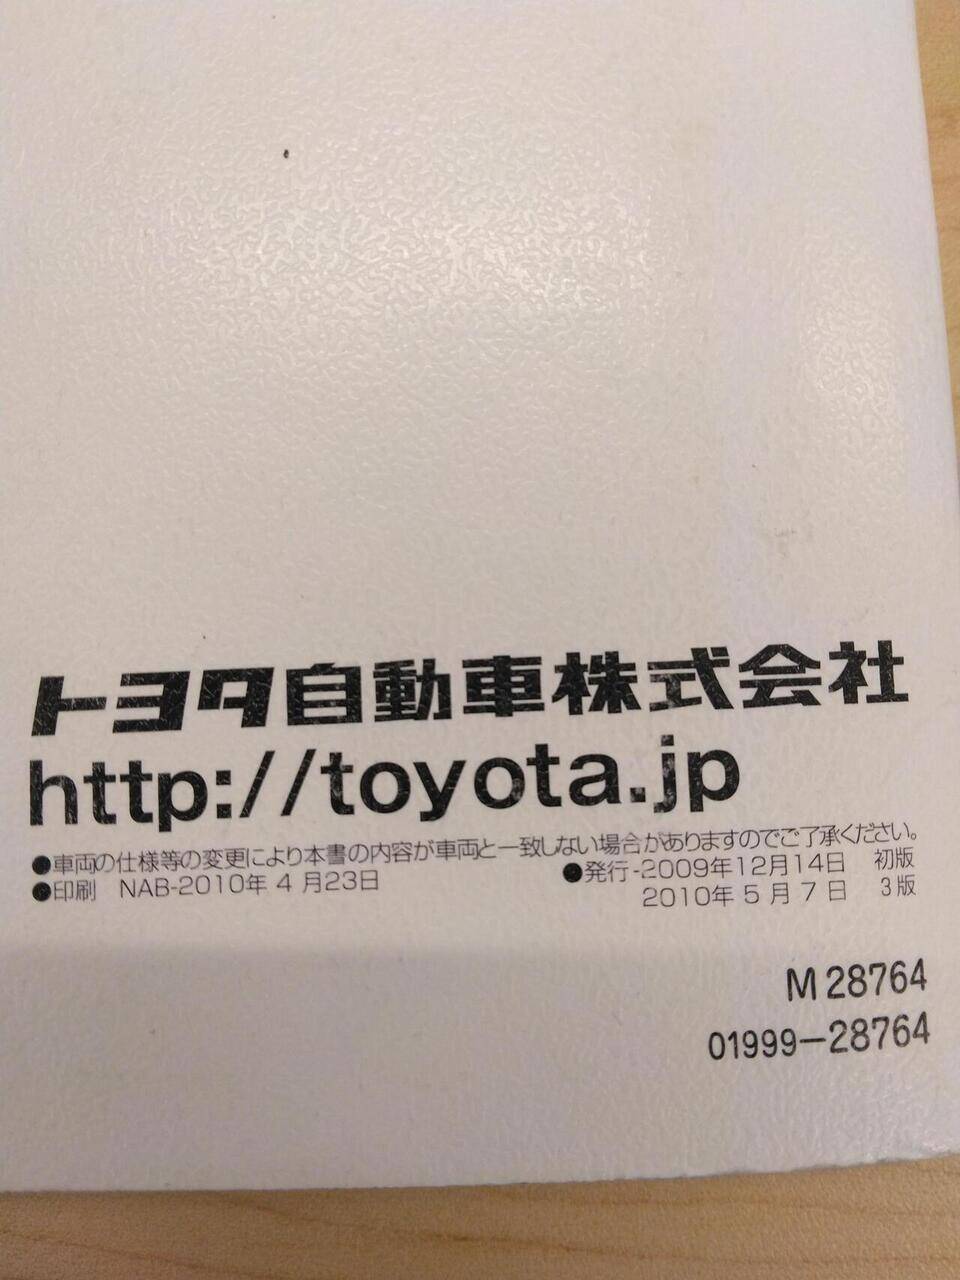 トヨタ自動車株式会社
http://toyota.jp
●車両の仕様等の変更により本書の内容が車両と一致しない場合がありますのでご了承ください。
●印刷 NAB-2010年 4 月23日 ●発行-2009年12月14日 初版
2010年 5 月 7 日 3版
M 28764
01999-28764